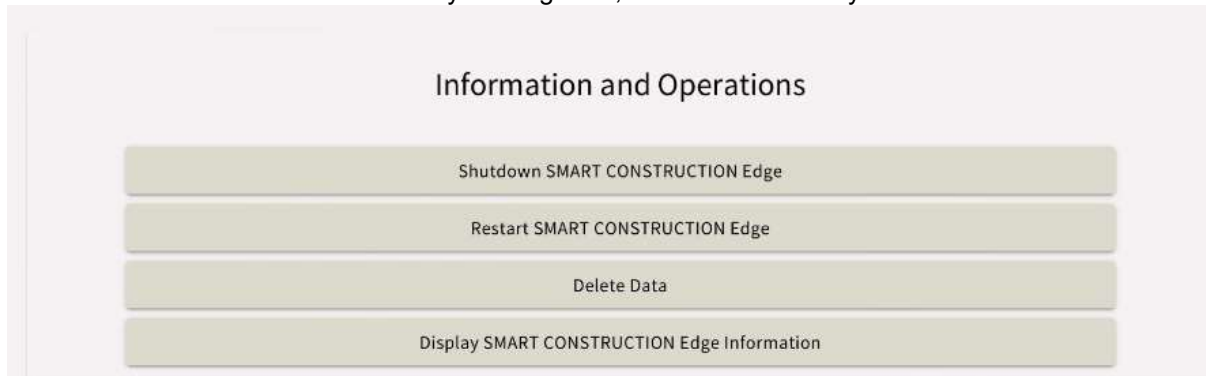 Information and Operations
Shutdown SMART CONSTRUCTION Edge
Restart SMART CONSTRUCTION Edge
Delete Data
Display SMART CONSTRUCTION Edge Information